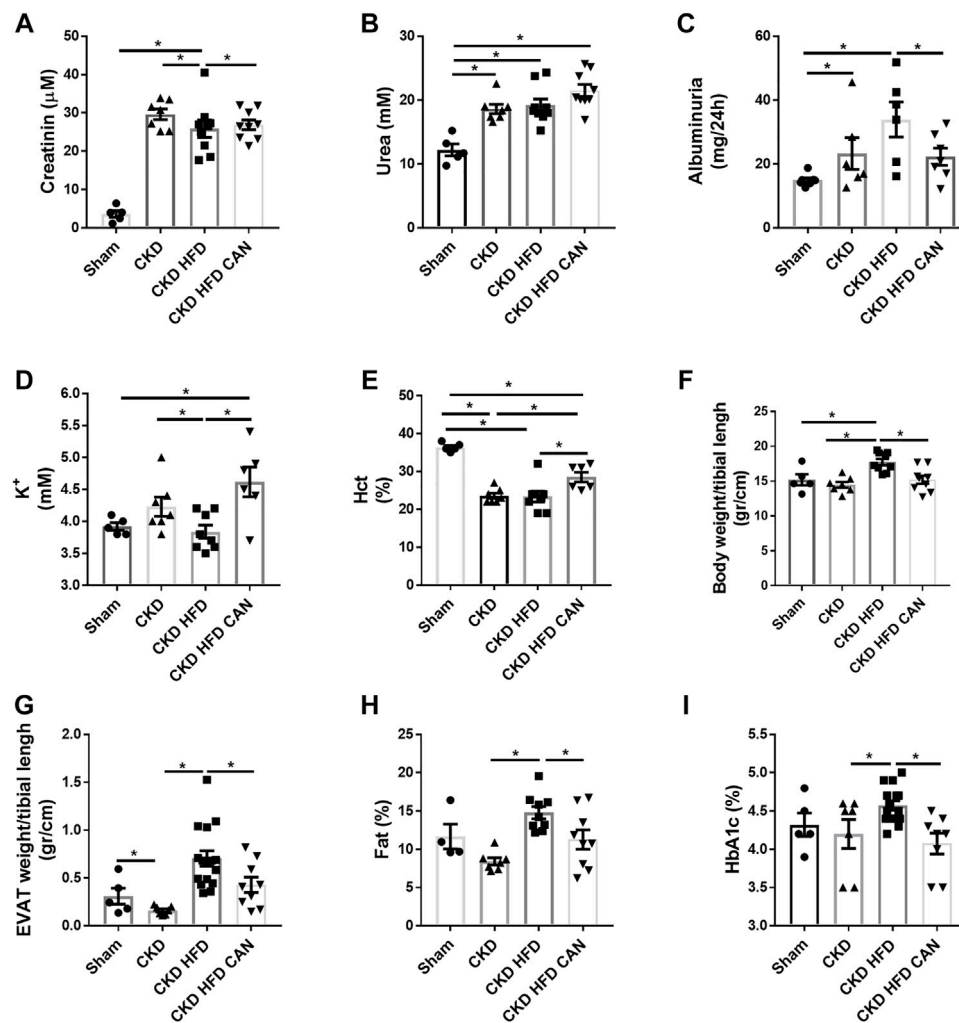 A
Creatinin (μM)
50
40
30
20
10
0
*
*
*
Sham
CKD
CKD HFD
CKD HFD CAN
B
Urea (mM)
30
20
10
0
*
*
*
Sham
CKD
CKD HFD
CKD HFD CAN
C
Albuminuria
(mg/24h)
60
40
20
0
*
*
*
Sham
CKD
CKD HFD
CKD HFD CAN
D
K+
(mM)
6.0
5.5
5.0
4.5
4.0
3.5
3.0
*
*
*
Sham
CKD
CKD HFD
CKD HFD CAN
E
Hct
(%)
50
40
30
20
10
0
*
*
*
*
*
Sham
CKD
CKD HFD
CKD HFD CAN
F
Body weight/tibial lengh
(gr/cm)
25
20
15
10
5
0
*
*
*
Sham
CKD
CKD HFD
CKD HFD CAN
G
EVAT weight/tibial lengh
(gr/cm)
2.0
1.5
1.0
0.5
0.0
*
*
*
Sham
CKD
CKD HFD
CKD HFD CAN
H
Fat (%)
25
20
15
10
5
0
*
*
Sham
CKD
CKD HFD
CKD HFD CAN
I
HbA1c (%)
5.5
5.0
4.5
4.0
3.5
3.0
*
*
Sham
CKD
CKD HFD
CKD HFD CAN